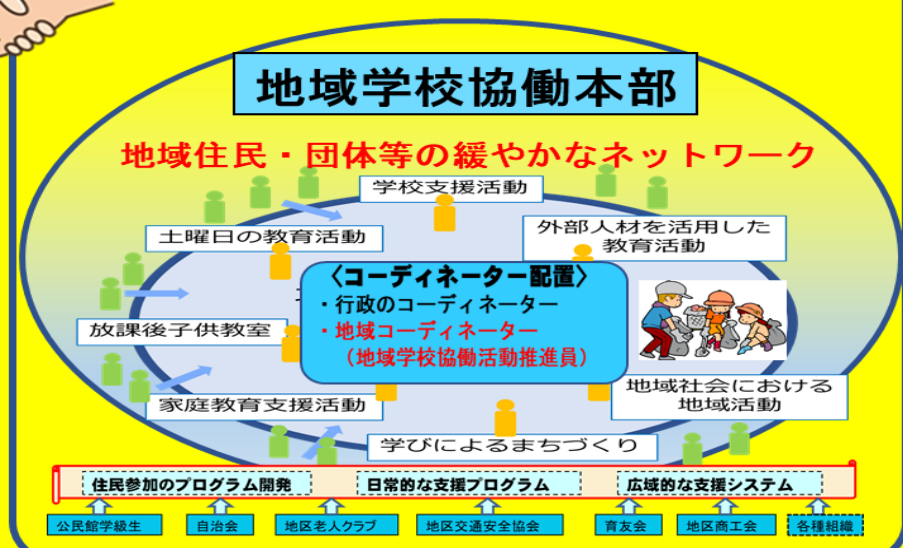 地域学校協働本部
地域住民・団体等の緩やかなネットワーク
学校支援活動
土曜日の教育活動
外部人材を活用した
教育活動
〈コーディネーター配置〉
・行政のコーディネーター
・地域コーディネーター
（地域学校協働活動推進員）
放課後子供教室
家庭教育支援活動
地域社会における
地域活動
学びによるまちづくり
住民参加のプログラム開発
日常的な支援プログラム
広域的な支援システム
公民館学級生
自治会
地区老人クラブ
地区交通安全協会
育友会
地区商工会
各種組織